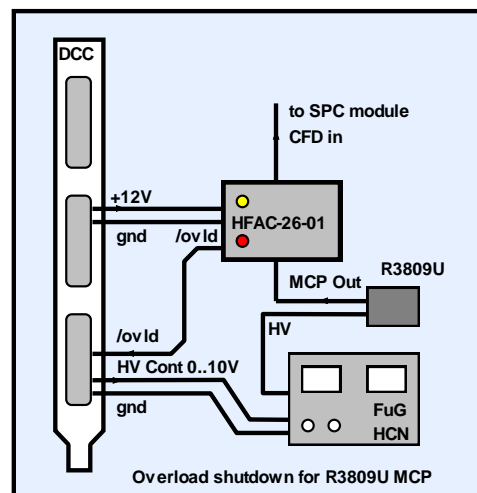 DCC
to SPC module
CFD in
+12V
gnd
/ovld
HFAC-26-01
MCP Out
R3809U
HV
/ovld
HV Cont 0..10V
gnd
FuG
HCN
Overload shutdown for R3809U MCP